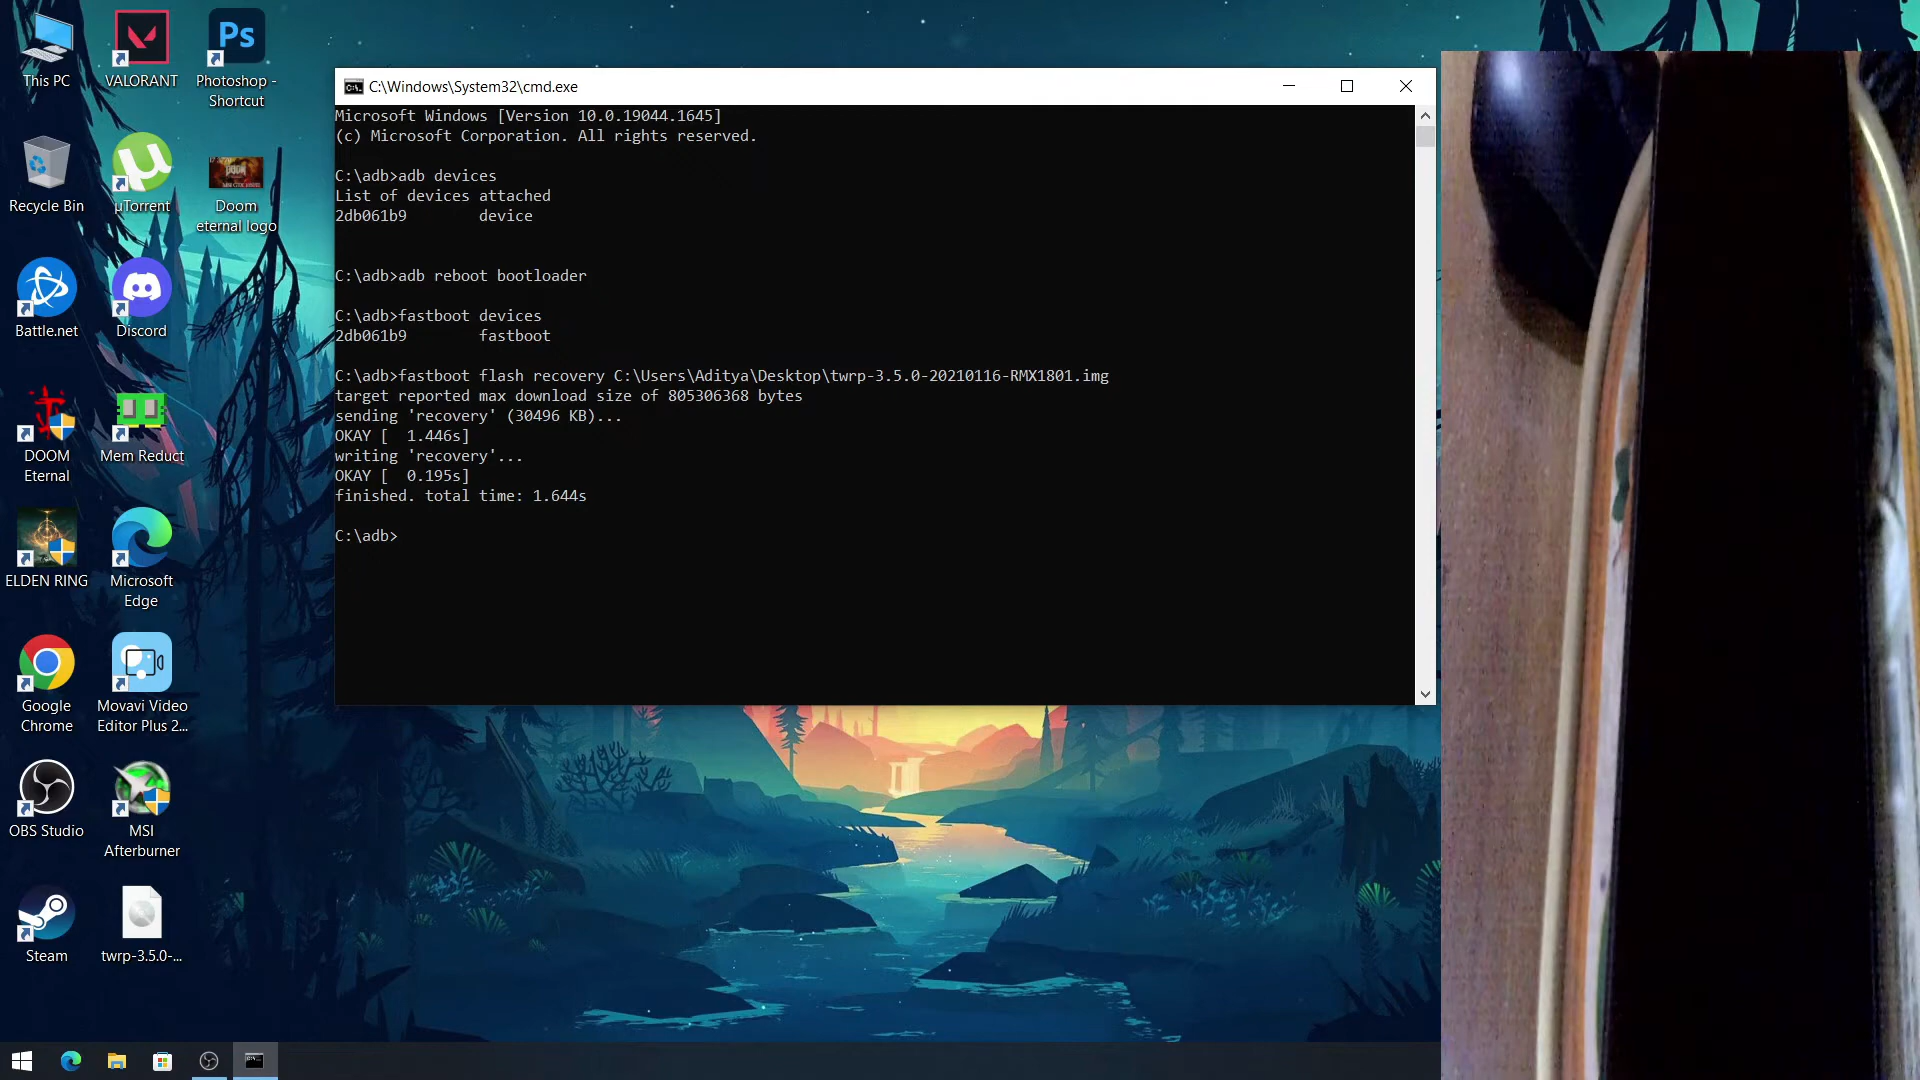 This PC
VALORANT
Ps
Photoshop -
Shortcut
Recycle Bin
µTorrent
Doom
eternal logo
Battle.net
Discord
DOOM
Eternal
Mem Reduct
ELDEN RING
Microsoft
Edge
Google
Chrome
Movavi Video
Editor Plus 2...
OBS Studio
MSI
Afterburner
Steam
twrp-3.5.0-...
C:\Windows\System32\cmd.exe
Microsoft Windows [Version 10.0.19044.1645]
(c) Microsoft Corporation. All rights reserved.
C:\adb>adb devices
List of devices attached
2db061b9 device
C:\adb>adb reboot bootloader
C:\adb>fastboot devices
2db061b9 fastboot
C:\adb>fastboot flash recovery C:\Users\Aditya\Desktop\twrp-3.5.0-20210116-RMX1801.img
target reported max download size of 805306368 bytes
sending 'recovery' (30496 KB)...
OKAY [ 1.446s]
writing 'recovery'...
OKAY [ 0.195s]
finished. total time: 1.644s
C:\adb>